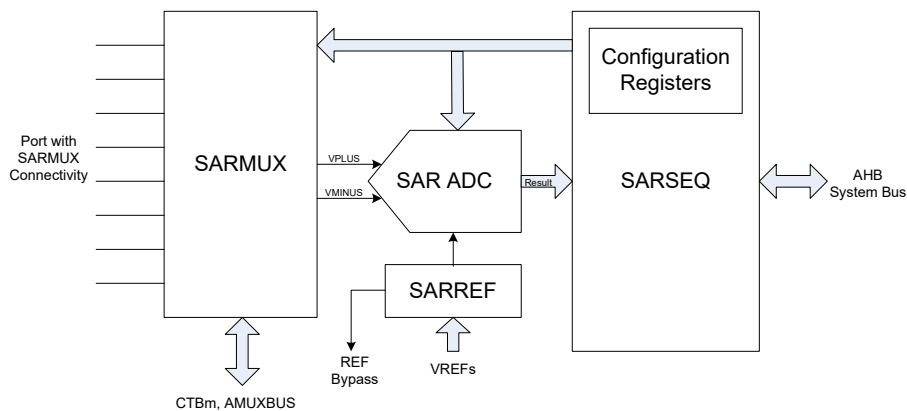 Configuration
Registers
Port with
SARMUX
Connectivity
SARMUX
VPLUS
VMINUS
SAR ADC
Result
SARSEQ
AHB
System Bus
SARREF
REF
Bypass
VREFs
CTBm, AMUXBUS